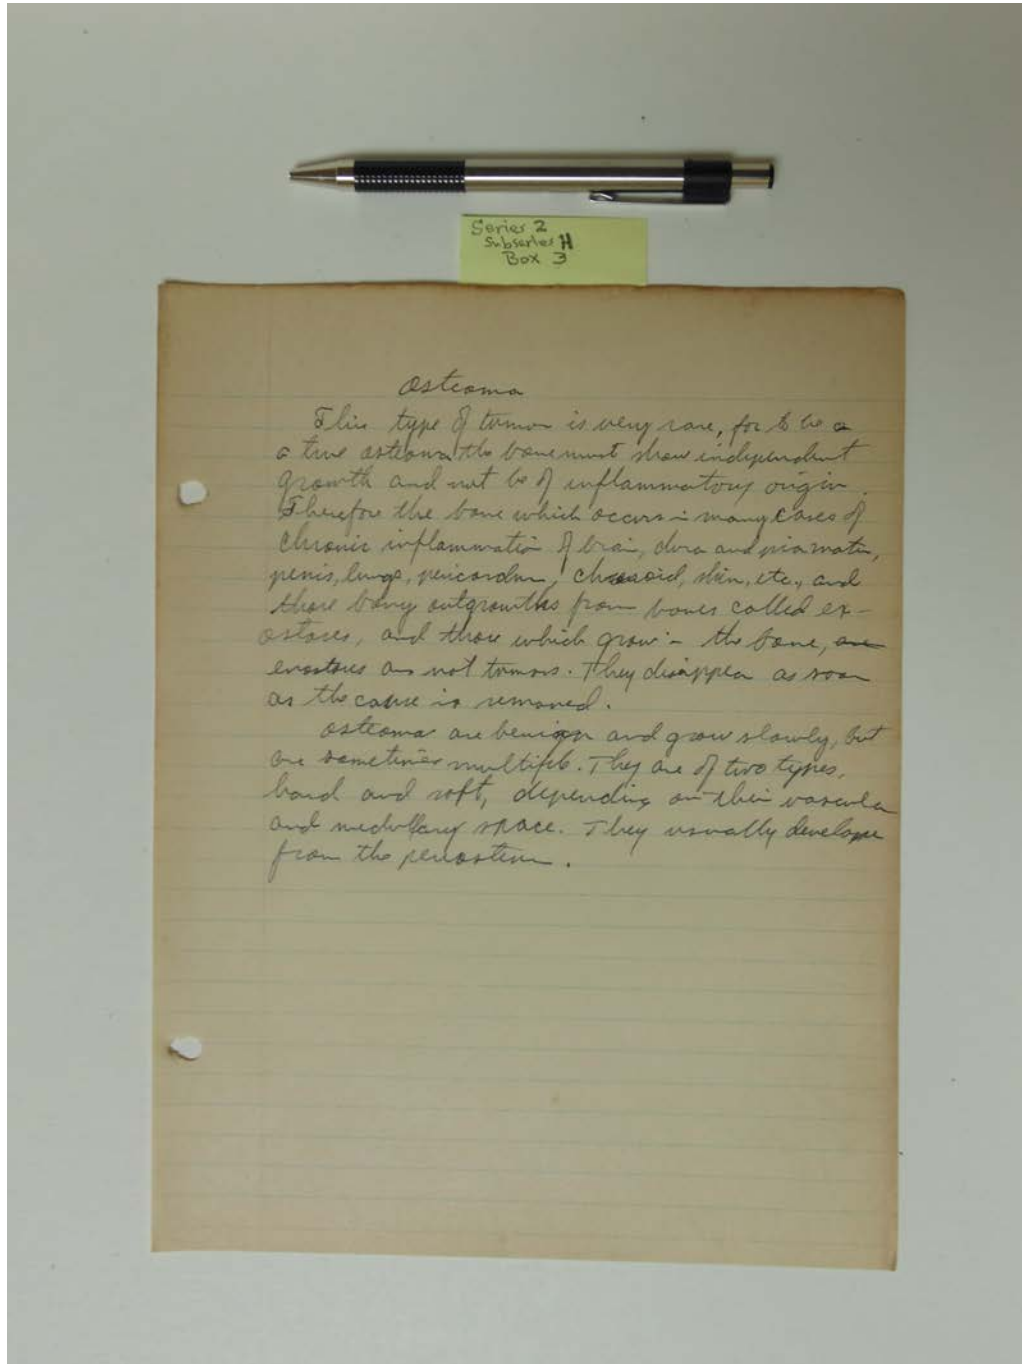 Series 2
Subseries H
Box 3
Osteoma
This type of tumor is very rare, for to be a
a true osteoma the bone must show independent
growth and not be of inflammatory origin.
Therefore the bone which occurs in many cases of
chronic inflammation of brain, dura and pia mater,
penis, lungs, pericardium, choroid, skin, etc., and
those bony outgrowths from bones called ex-
ostoses, and those which grow in the bone, are
enostoses are not tumors. They disappear as soon
as the cause is removed.
Osteoma are benign and grow slowly, but
are sometimes multiple. They are of two types,
hard and soft, depending on their vascular
and medullary space. They usually develope
from the periosteum.